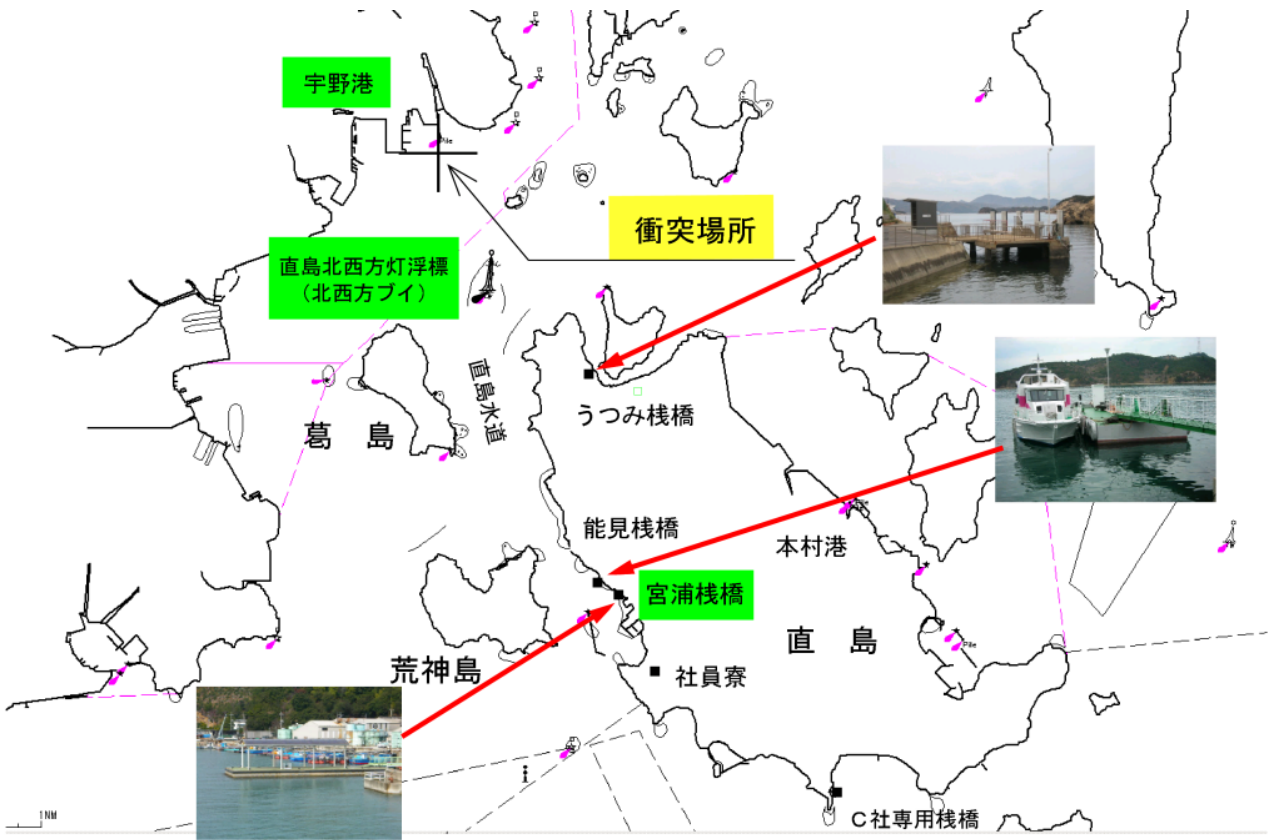 宇野港
Pile
衝突場所
直島北西方灯浮標
（北西方ブイ）
直島水道
うつみ桟橋
葛島
能見桟橋
Pile
本村港
宮浦桟橋
直島
Pile
荒神島
社員寮
1NM
C社専用桟橋